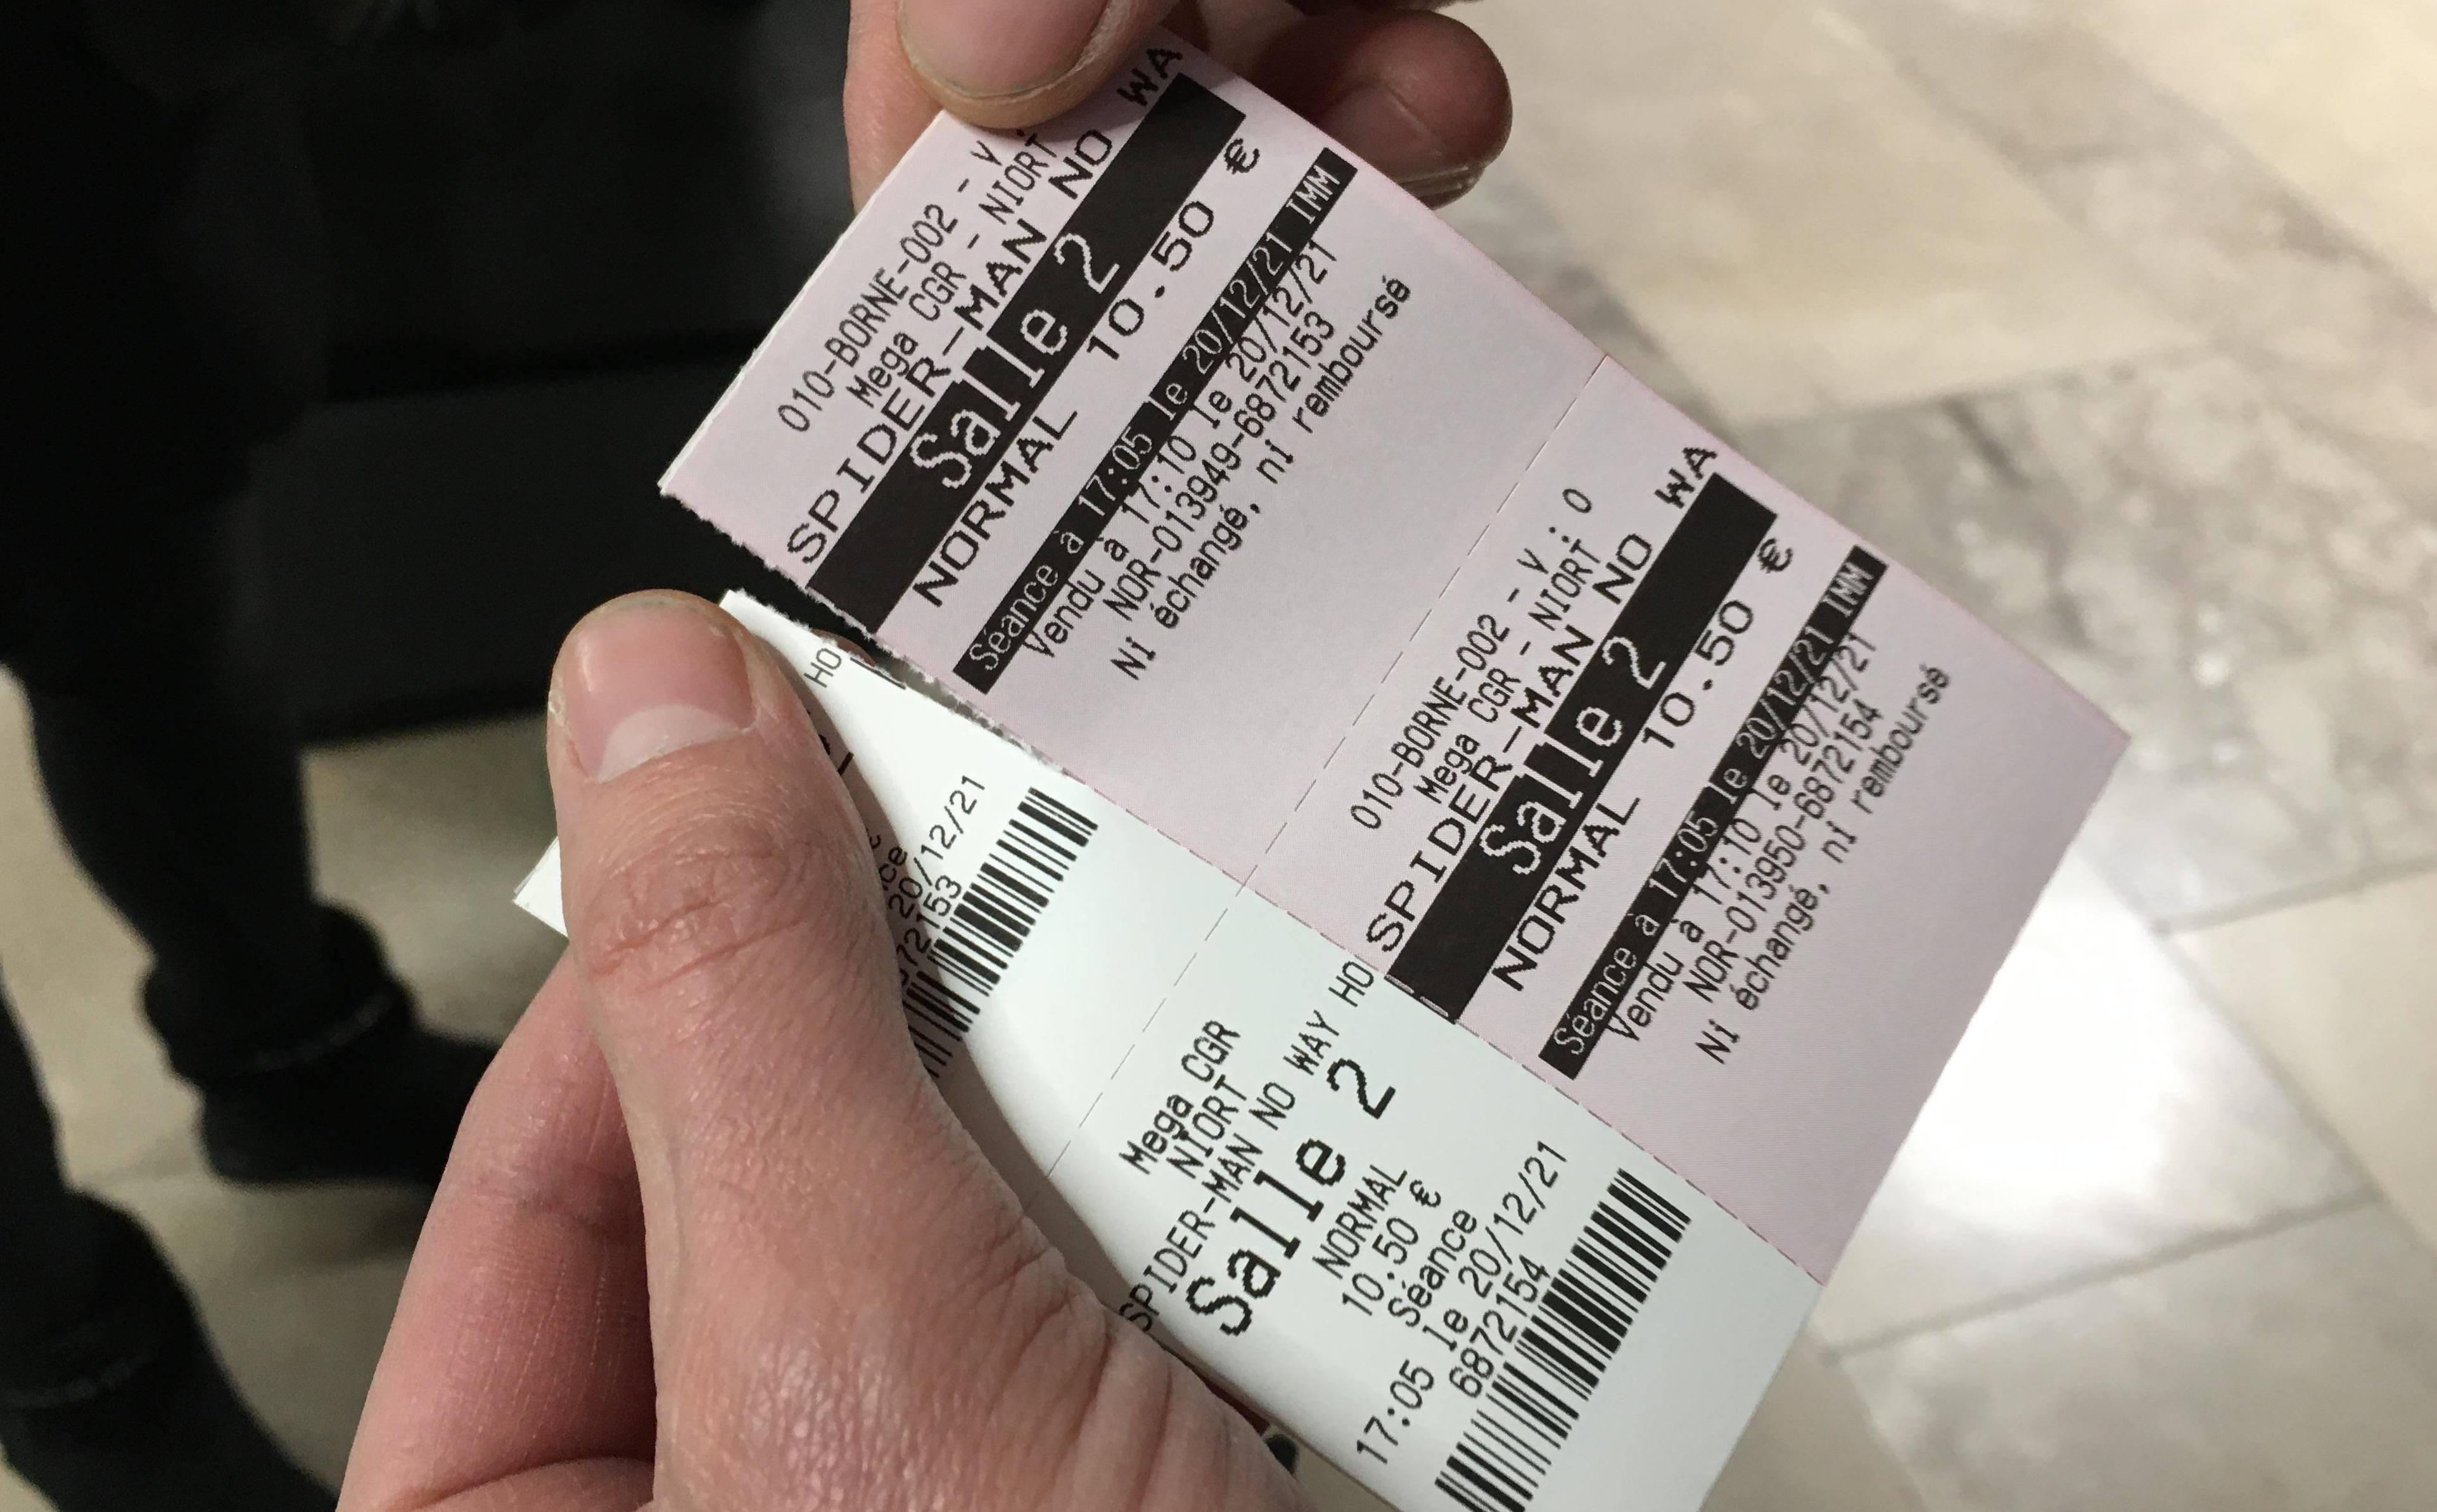 010-BORNE-002 - V
Mega CGR - NIORT
SPIDER-MAN NO WA
Salle 2
NORMAL 10.50 €
Séance à 17:05 le 20/12/21 IMM
Vendu à 17:10 le 20/12/21
NOR-013949-6872153
Ni échangé, ni remboursé
010-BORNE-002 - V : 0
Mega CGR - NIORT
SPIDER-MAN NO WA
Salle 2
NORMAL 10.50 €
Séance à 17:05 le 20/12/21 IMM
Vendu à 17:10 le 20/12/21
NOR-013950-6872154
Ni échangé, ni remboursé
HO
20/12/21
Mega CGR
NIORT
SPIDER-MAN NO WAY HO
Salle 2
NORMAL
10.50 €
Séance
17:05 le 20/12/21
6872154